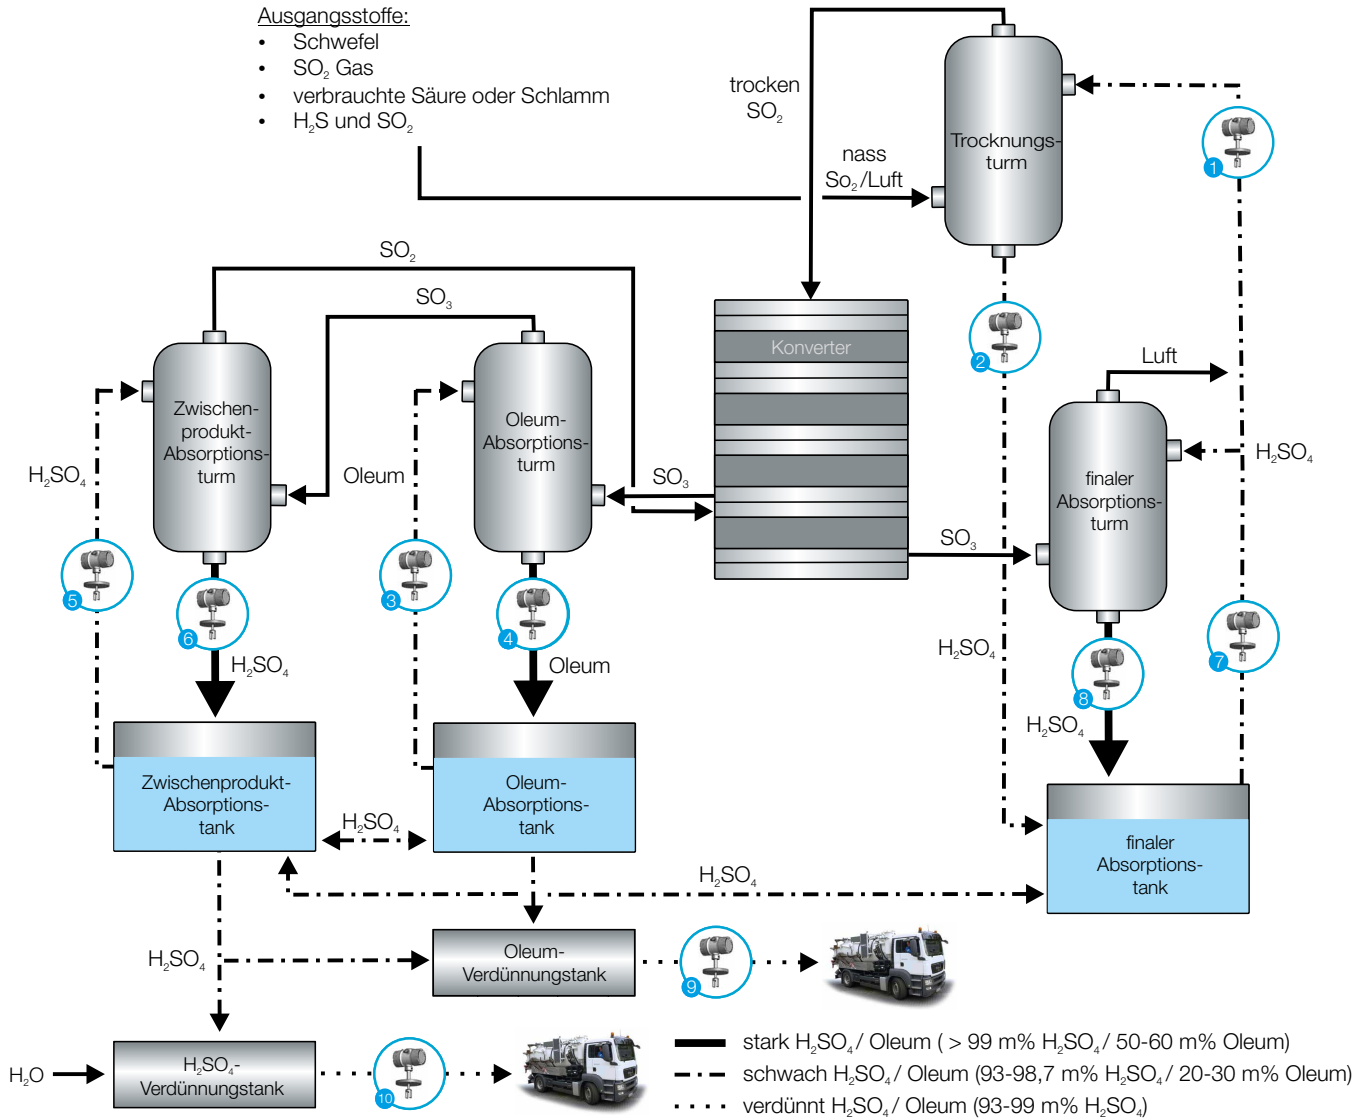 Ausgangsstoffe:
• Schwefel
• SO₂ Gas
• verbrauchte Säure oder Schlamm
• H₂S und SO₂
trocken
SO₂
nass
So₂/Luft
Trocknungs-
turm
1
2
SO₂
SO₃
Konverter
Luft
Zwischen-
produkt-
Absorptions-
turm
Oleum-
Absorptions-
turm
finaler
Absorptions-
turm
H₂SO₄
Oleum
SO₃
SO₃
H₂SO₄
5
6
3
4
7
8
H₂SO₄
Oleum
H₂SO₄
H₂SO₄
Zwischenprodukt-
Absorptions-
tank
Oleum-
Absorptions-
tank
finaler
Absorptions-
tank
H₂SO₄
H₂SO₄
H₂SO₄
Oleum-
Verdünnungstank
9
H₂O
H₂SO₄-
Verdünnungstank
10
stark H₂SO₄ / Oleum ( > 99 m% H₂SO₄ / 50-60 m% Oleum)
schwach H₂SO₄ / Oleum (93-98,7 m% H₂SO₄ / 20-30 m% Oleum)
verdünnt H₂SO₄ / Oleum (93-99 m% H₂SO₄)